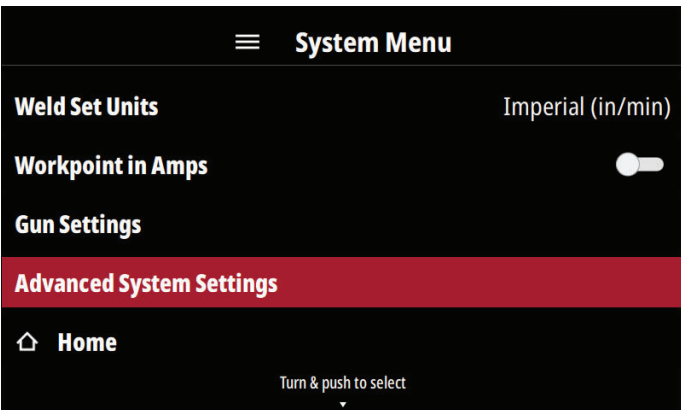 System Menu
Weld Set Units Imperial (in/min)
Workpoint in Amps
Gun Settings
Advanced System Settings
Home
Turn & push to select